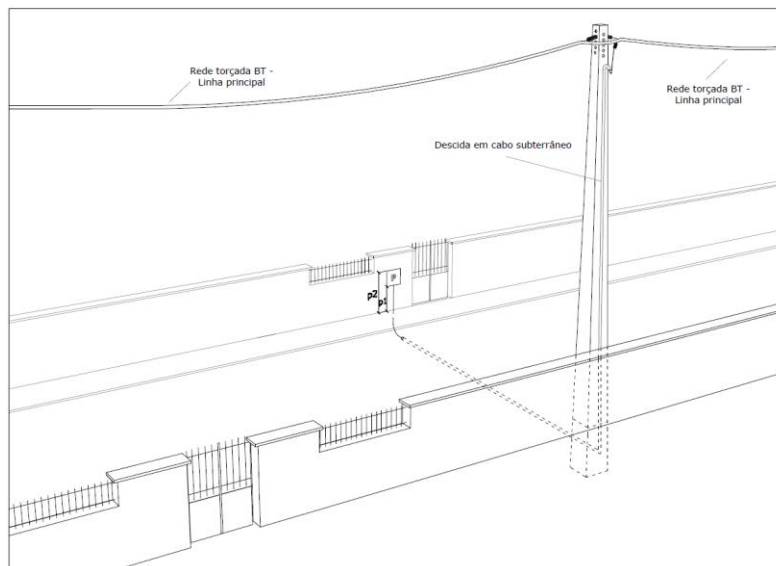 Rede torçada BT -
Linha principal
Rede torçada BT -
Linha principal
Descida em cabo subterrâneo
p2
p1